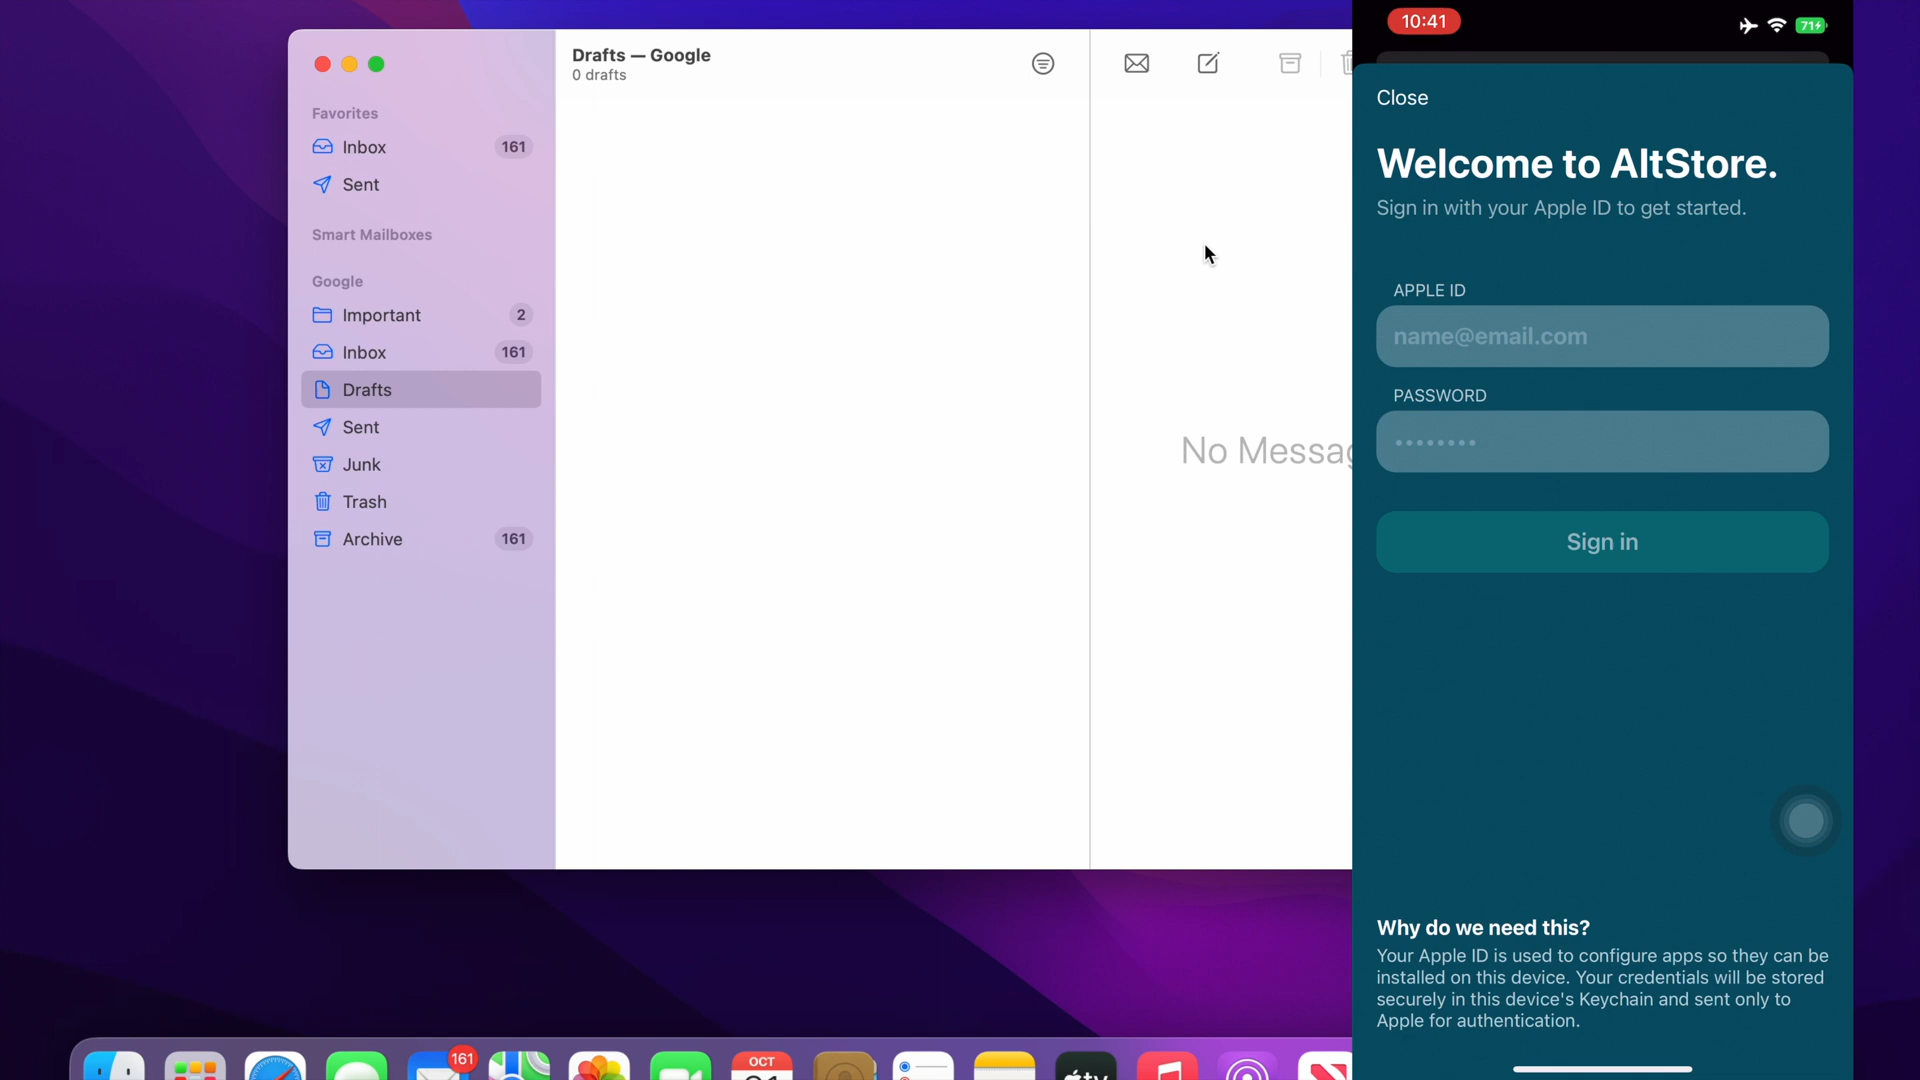 Drafts — Google
0 drafts
Favorites
Inbox 161
Sent
Smart Mailboxes
Google
Important 2
Inbox 161
Drafts
Sent
Junk
Trash
Archive 161
10:41
71
Close
Welcome to AltStore.
Sign in with your Apple ID to get started.
APPLE ID
name@email.com
PASSWORD
••••••••
Sign in
Why do we need this?
Your Apple ID is used to configure apps so they can be
installed on this device. Your credentials will be stored
securely in this device's Keychain and sent only to
Apple for authentication.
161
OCT